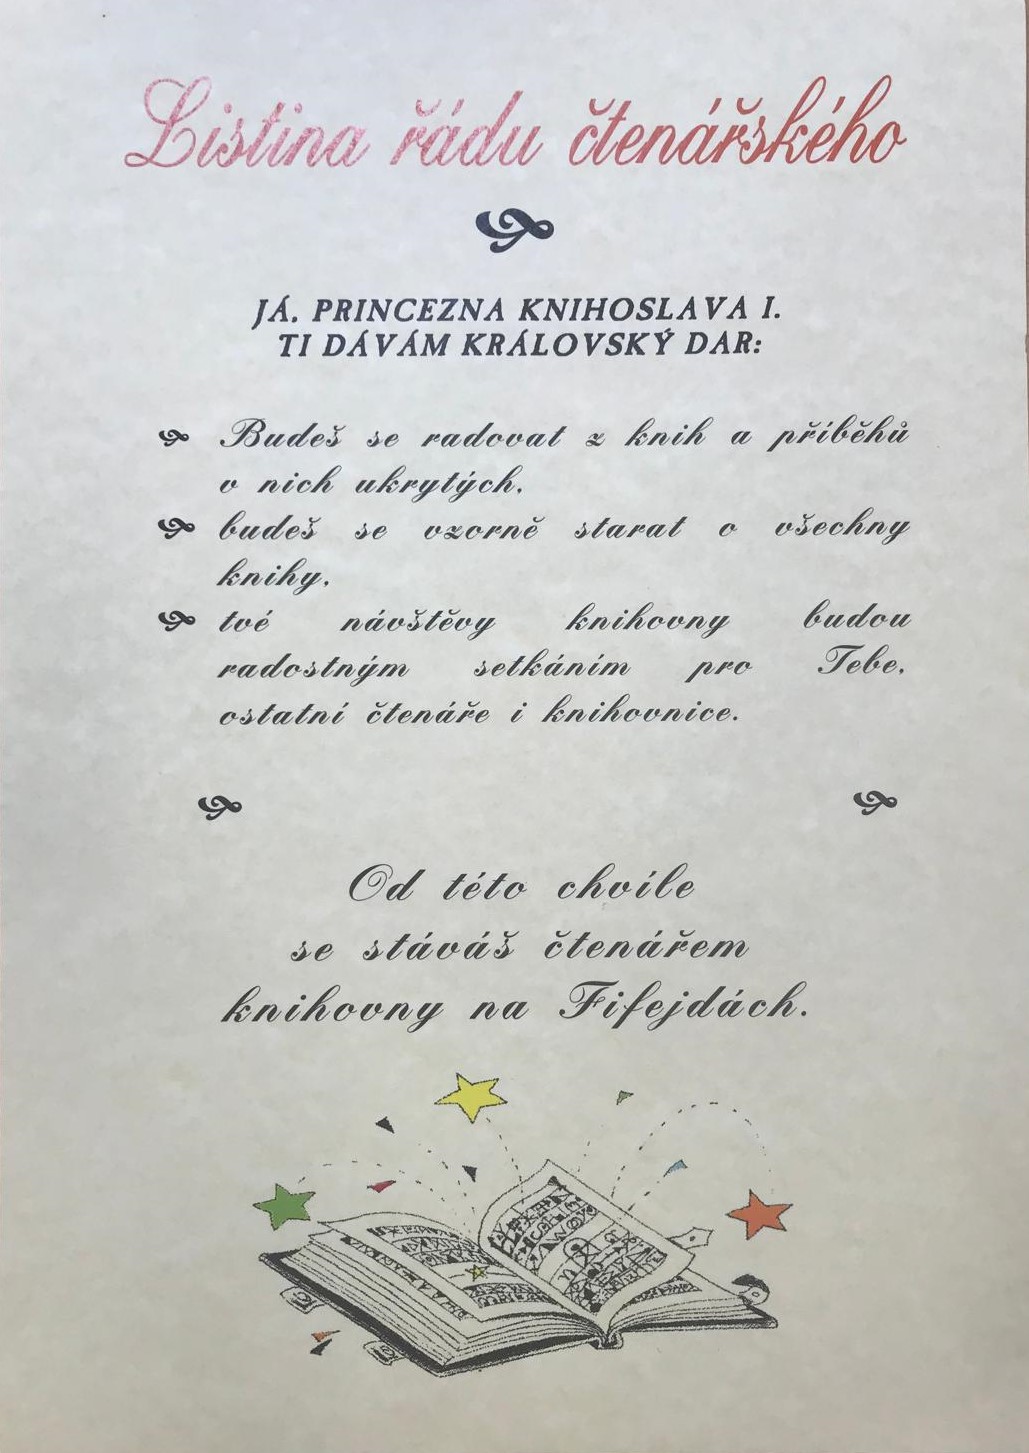 Listina řádu čtenářského
JÁ. PRINCEZNA KNIHOSLAVA I.
TI DÁVÁM KRÁLOVSKÝ DAR:
Budeš se radovat z knih a příběhů
v nich ukrytých,
budeš se vzorně starat o všechny
knihy,
tvé návštěvy knihovny budou
radostným setkáním pro Tebe,
ostatní čtenáře i knihovnice.
Od této chvíle
se stáváš čtenářem
knihovny na Fifejdách.